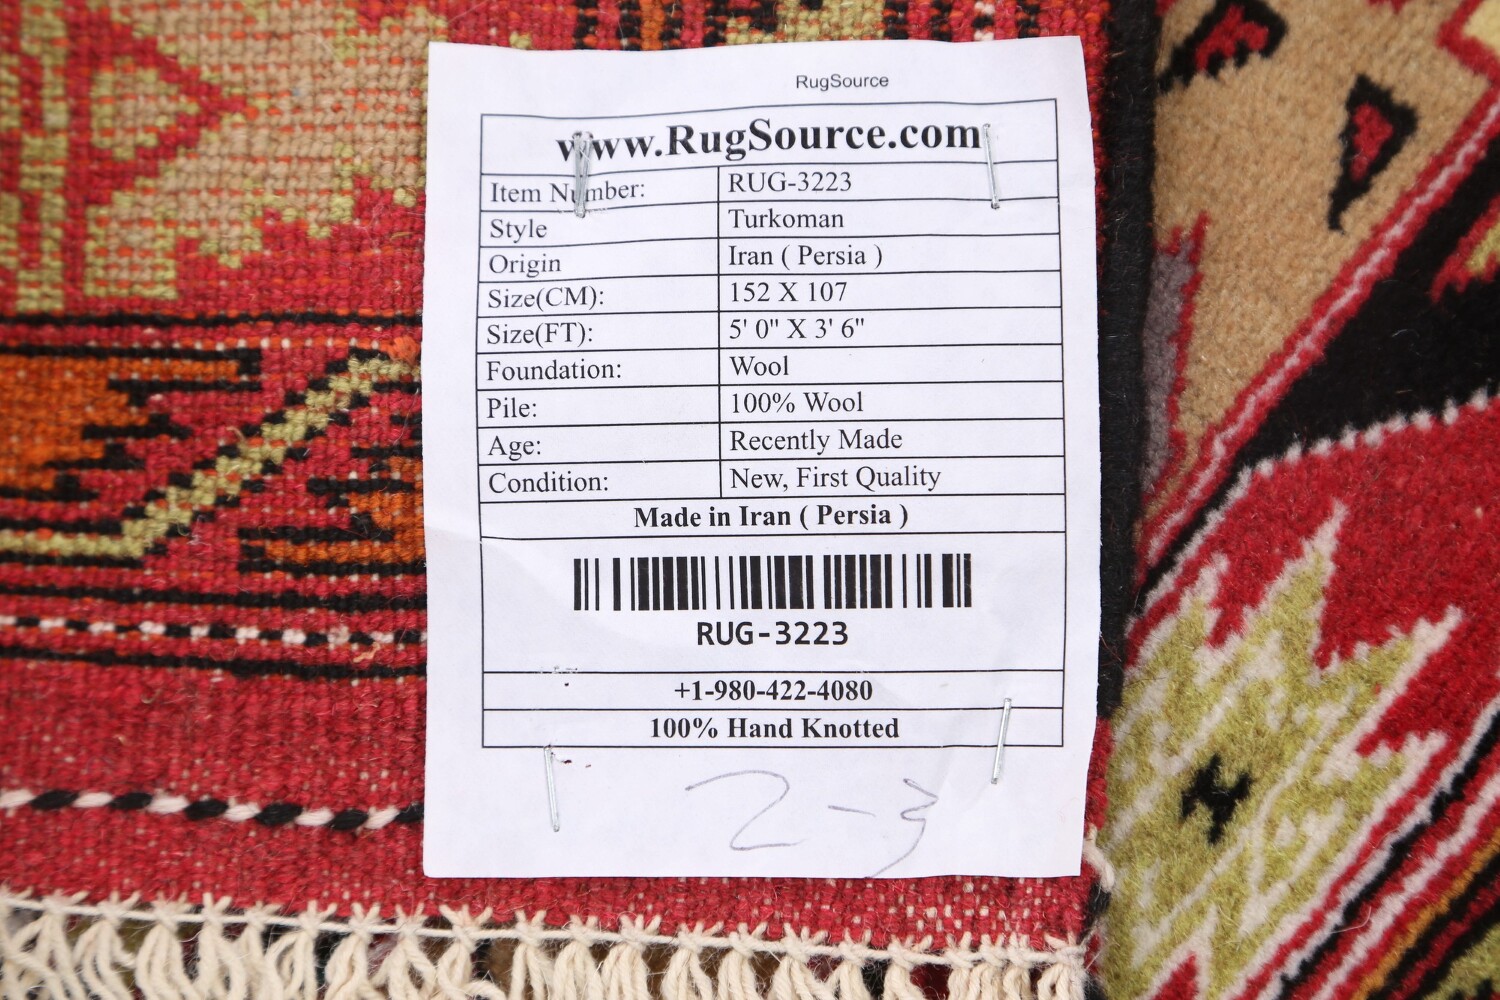 RugSource
www.RugSource.com
Item Number: RUG-3223
Style Turkoman
Origin Iran ( Persia )
Size(CM): 152 X 107
Size(FT): 5' 0" X 3' 6"
Foundation: Wool
Pile: 100% Wool
Age: Recently Made
Condition: New, First Quality
Made in Iran ( Persia )
RUG-3223
+1-980-422-4080
100% Hand Knotted
2-3